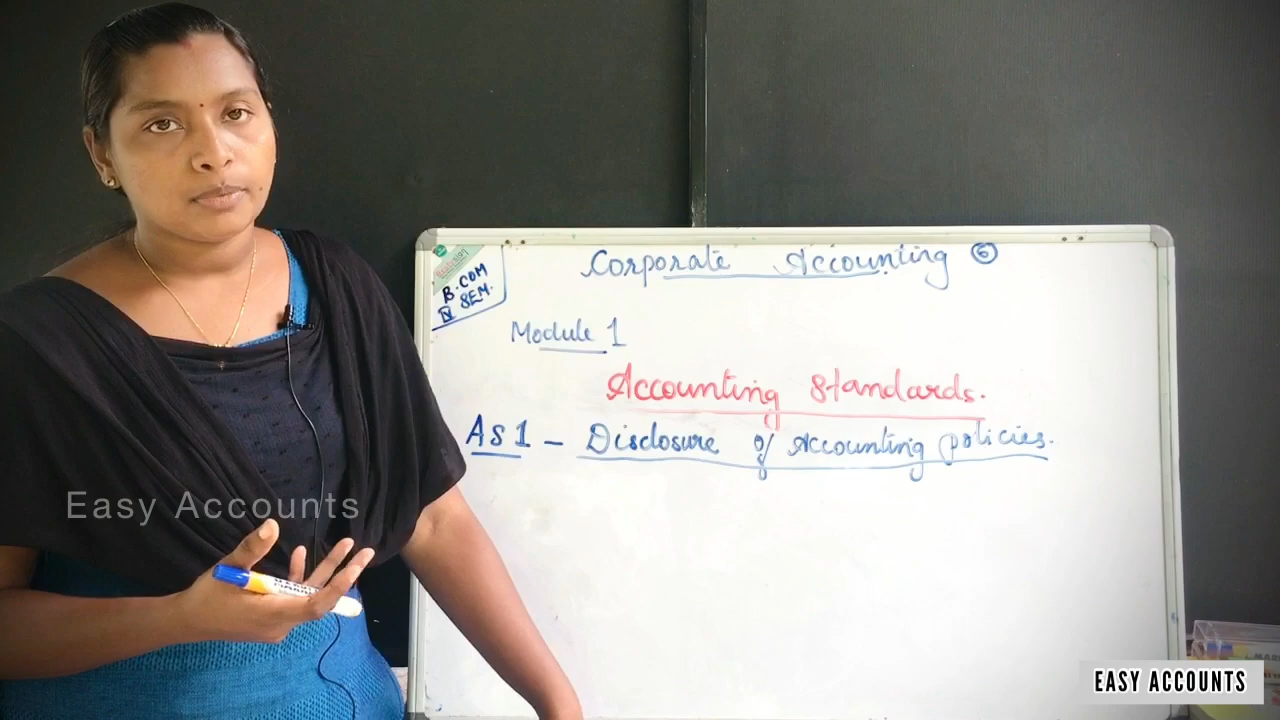 Corporate Accounting 6
B.COM
IV SEM.
Module 1
Accounting Standards.
AS 1 – Disclosure of Accounting policies.
Easy Accounts
EASY ACCOUNTS